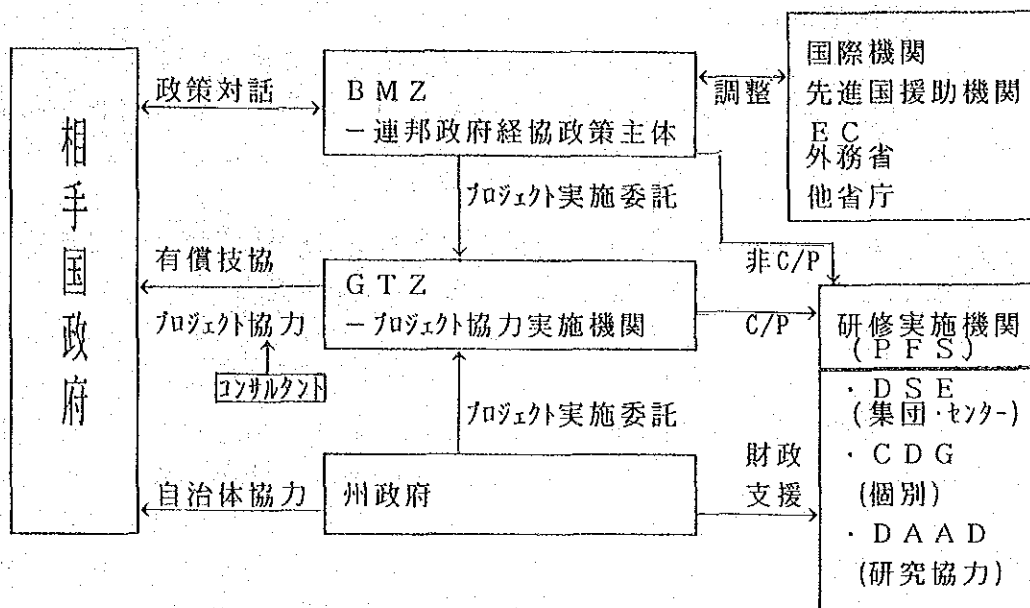 相手国政府
政策対話
BMZ
－連邦政府経協政策主体
調整
国際機関
先進国援助機関
EC
外務省
他省庁
プロジェクト実施委託
有償技協
プロジェクト協力
コンサルタント
GTZ
－プロジェクト協力実施機関
非C/P
C/P
研修実施機関
(PFS)
・DSE
(集団・センター)
・CDG
(個別)
・DAAD
(研究協力)
プロジェクト実施委託
自治体協力
州政府
財政
支援